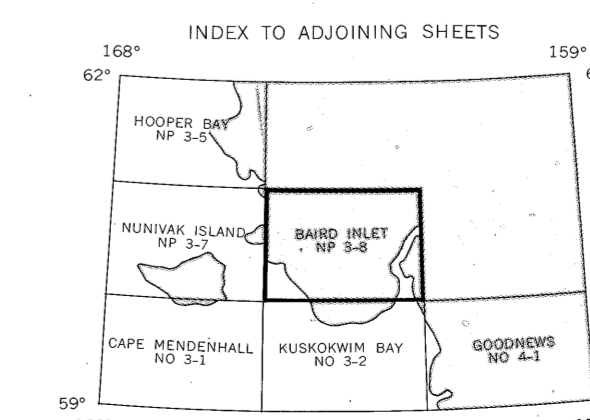 INDEX TO ADJOINING SHEETS
168°
159°
62°
HOOPER BAY
NP 3-5
NUNIVAK ISLAND
NP 3-7
BAIRD INLET
NP 3-8
CAPE MENDENHALL
NO 3-1
KUSKOKWIM BAY
NO 3-2
GOODNEWS
NO 4-1
59°